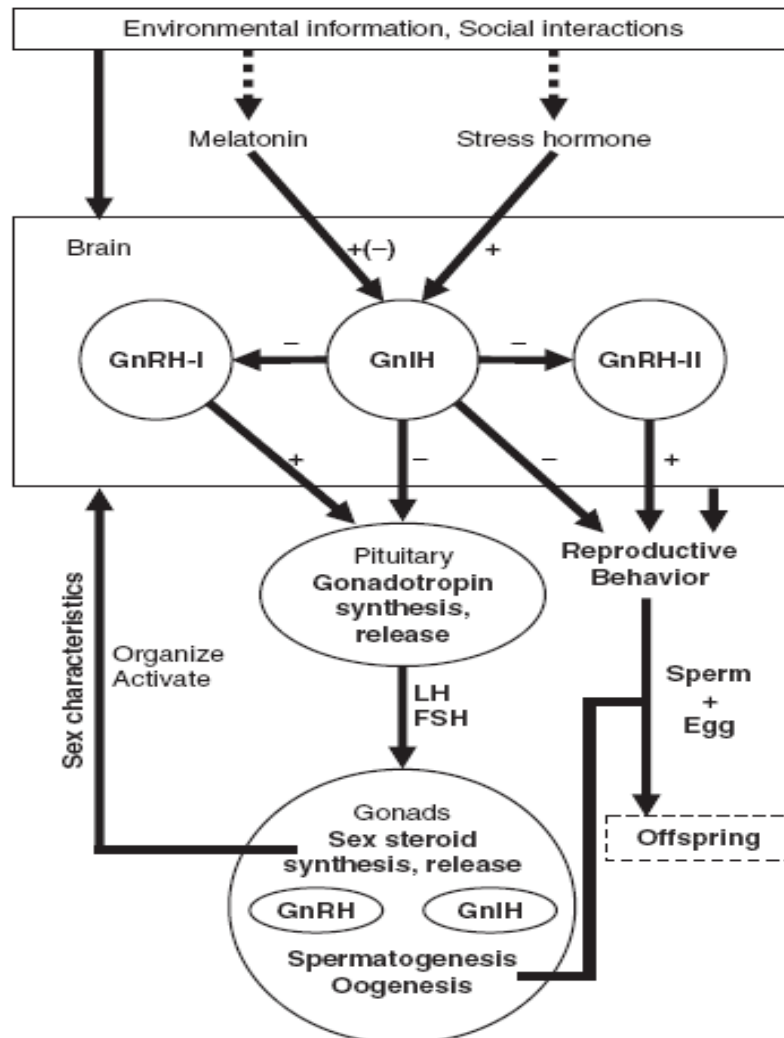 Environmental information, Social interactions
Melatonin
Stress hormone
+(−)
+
Brain
GnRH-I
−
GnIH
−
GnRH-II
+
−
−
+
Pituitary
Gonadotropin
synthesis,
release
Reproductive
Behavior
Sex characteristics
Organize
Activate
LH
FSH
Sperm
+
Egg
Gonads
Sex steroid
synthesis, release
Offspring
GnRH
GnIH
Spermatogenesis
Oogenesis